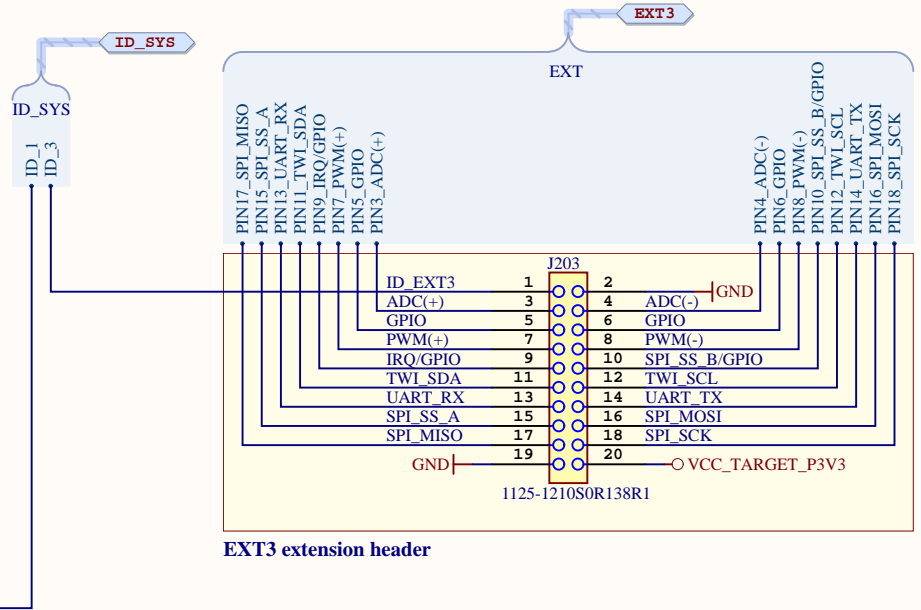 EXT3
ID_SYS
EXT
ID_SYS
ID_1
ID_3
PIN17_SPI_MISO
PIN15_SPI_SS_A
PIN13_UART_RX
PIN11_TWI_SDA
PIN9_IRQ/GPIO
PIN7_PWM(+)
PIN5_GPIO
PIN3_ADC(+)
PIN4_ADC(-)
PIN6_GPIO
PIN8_PWM(-)
PIN10_SPI_SS_B/GPIO
PIN12_TWI_SCL
PIN14_UART_TX
PIN16_SPI_MOSI
PIN18_SPI_SCK
J203
ID_EXT3 1 2 GND
ADC(+) 3 4 ADC(-)
GPIO 5 6 GPIO
PWM(+) 7 8 PWM(-)
IRQ/GPIO 9 10 SPI_SS_B/GPIO
TWI_SDA 11 12 TWI_SCL
UART_RX 13 14 UART_TX
SPI_SS_A 15 16 SPI_MOSI
SPI_MISO 17 18 SPI_SCK
GND 19 20 VCC_TARGET_P3V3
1125-1210S0R138R1
EXT3 extension header